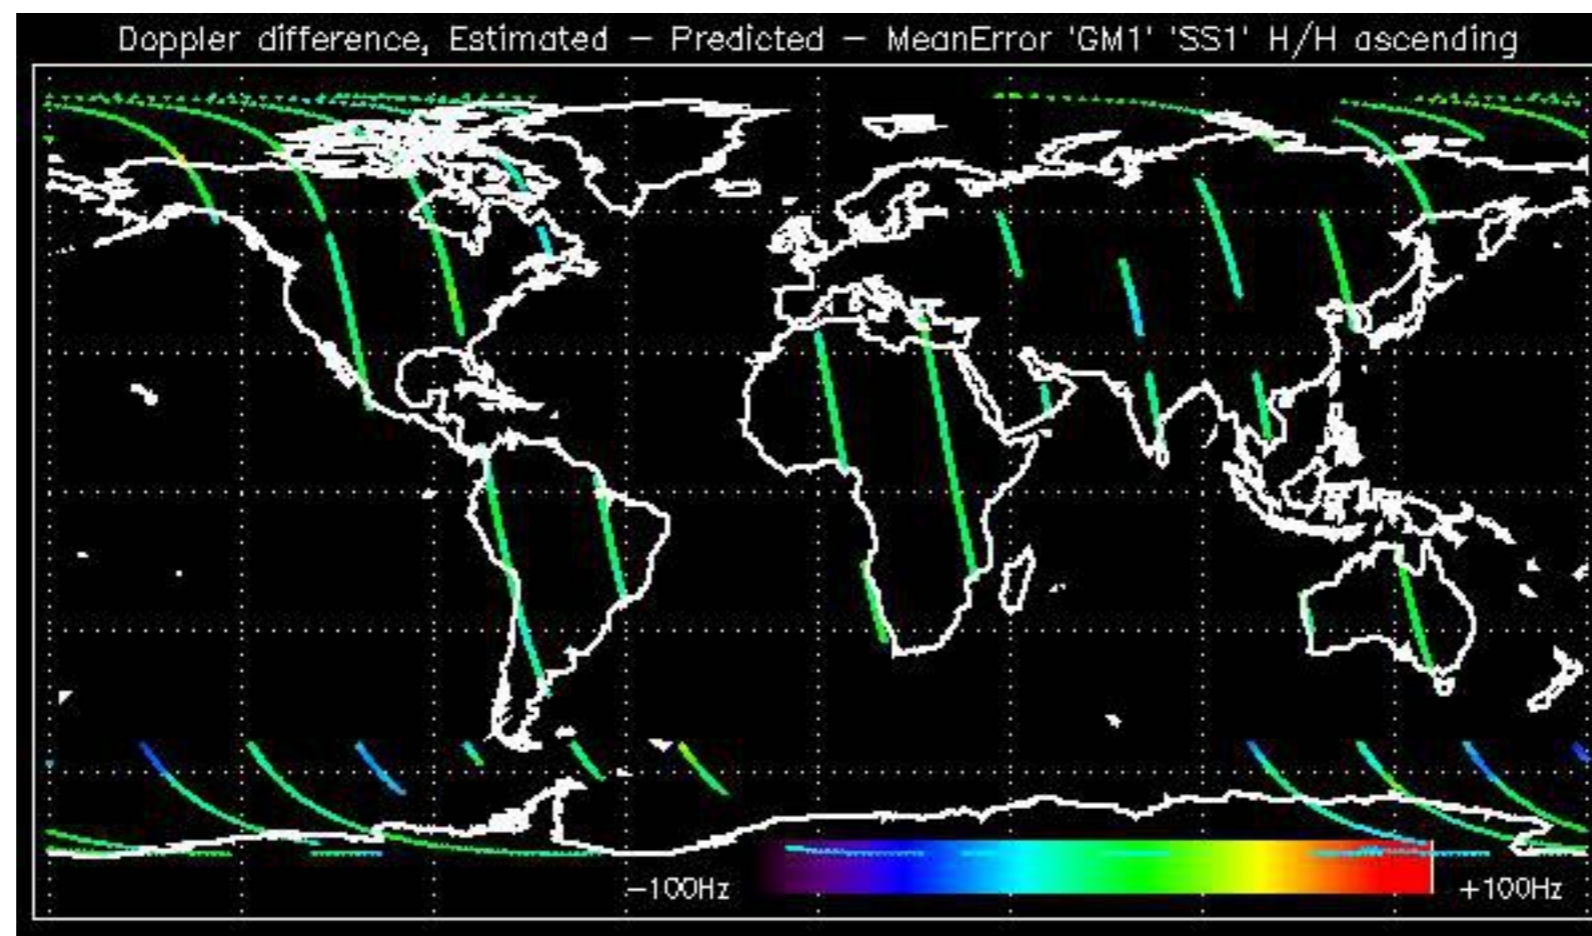 Doppler difference, Estimated – Predicted – MeanError 'GM1' 'SS1' H/H ascending
–100Hz
+100Hz